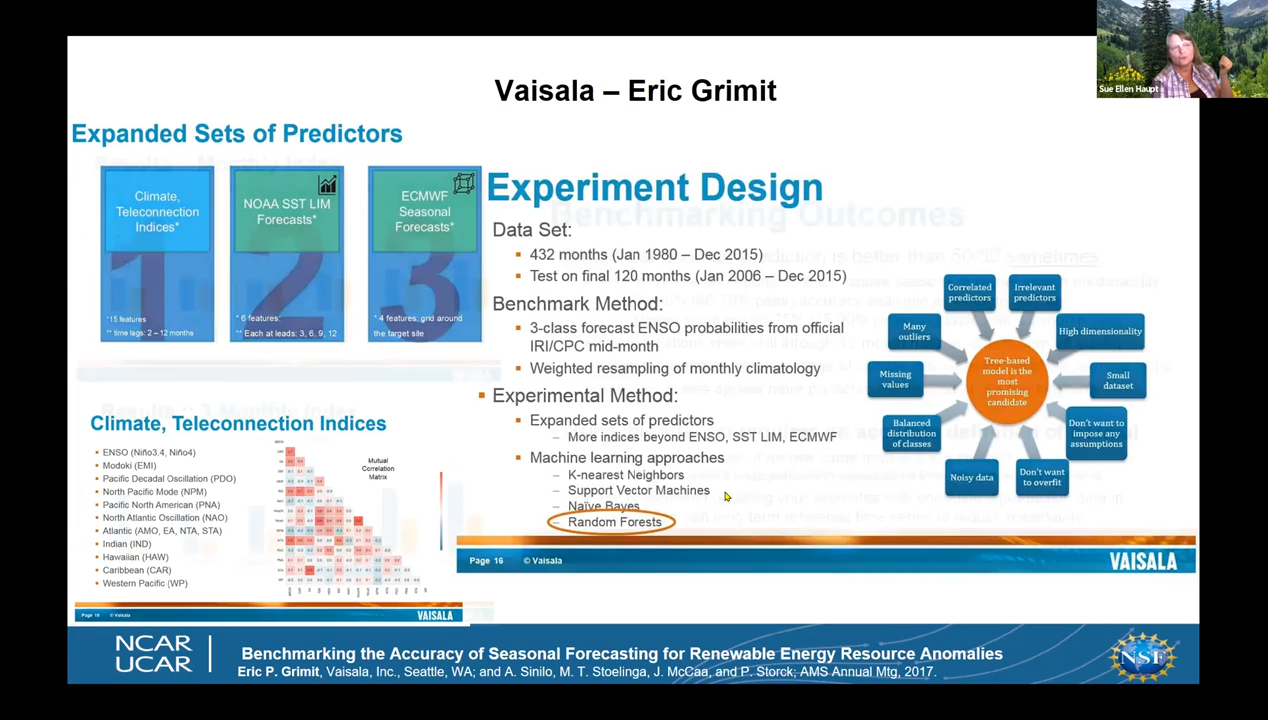 Sue Ellen Haupt
Vaisala – Eric Grimit
Expanded Sets of Predictors
Climate,
Teleconnection
Indices*
*15 features
** time lags: 2 – 12 months
NOAA SST LIM
Forecasts*
* 6 features:
** Each at leads: 3, 6, 9, 12
ECMWF
Seasonal
Forecasts*
* 4 features: grid around
the target site
1
2
3
Climate, Teleconnection Indices
ENSO (Niño3.4, Niño4)
Modoki (EMI)
Pacific Decadal Oscillation (PDO)
North Pacific Mode (NPM)
Pacific North American (PNA)
North Atlantic Oscillation (NAO)
Atlantic (AMO, EA, NTA, STA)
Indian (IND)
Hawaiian (HAW)
Caribbean (CAR)
Western Pacific (WP)
Mutual
Correlation
Matrix
Page 18 © Vaisala
VAISALA
Experiment Design
Benchmarking Outcomes
Data Set:
▪ 432 months (Jan 1980 – Dec 2015)
▪ Test on final 120 months (Jan 2006 – Dec 2015)
Benchmark Method:
▪ 3-class forecast ENSO probabilities from official
IRI/CPC mid-month
▪ Weighted resampling of monthly climatology
▪ Experimental Method:
▪ Expanded sets of predictors
– More indices beyond ENSO, SST LIM, ECMWF
▪ Machine learning approaches
– K-nearest Neighbors
– Support Vector Machines
– Naïve Bayes
– Random Forests
Correlated
predictors
Irrelevant
predictors
Many
outliers
High dimensionality
Missing
values
Tree-based
model is the
most
promising
candidate
Small
dataset
Balanced
distribution
of classes
Don't want to
impose any
assumptions
Noisy data
Don't want
to overfit
Page 16 © Vaisala
VAISALA
NCAR
UCAR
Benchmarking the Accuracy of Seasonal Forecasting for Renewable Energy Resource Anomalies
Eric P. Grimit, Vaisala, Inc., Seattle, WA; and A. Sinilo, M. T. Stoelinga, J. McCaa, and P. Storck; AMS Annual Mtg, 2017.
NSF